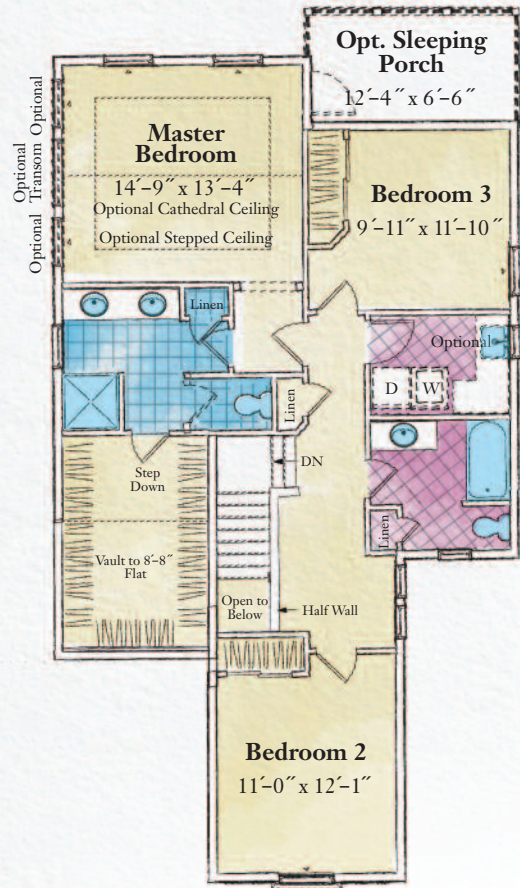 Opt. Sleeping
Porch
12´-4˝ x 6´-6˝
Optional
Optional
Transom
Optional
Master
Bedroom
14´-9˝ x 13´-4˝
Optional Cathedral Ceiling
Optional Stepped Ceiling
Bedroom 3
9´-11˝ x 11´-10˝
Linen
Optional
D
W
Linen
DN
Step
Down
Linen
Vault to 8´-8˝
Flat
Open to
Below
Half Wall
Bedroom 2
11´-0˝ x 12´-1˝